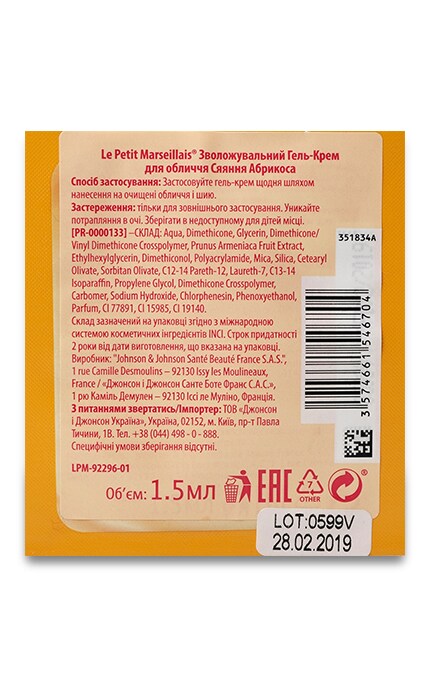 Le Petit Marseillais® Зволожувальний Гель-Крем
для обличчя Сяяння Абрикоса
Спосіб застосування: Застосовуйте гель-крем щодня шляхом
нанесення на очищені обличчя і шию.
Застереження: тільки для зовнішнього застосування. Уникайте
потрапляння в очі. Зберігати в недоступному для дітей місці.
[PR-0000133] –СКЛАД: Aqua, Dimethicone, Glycerin, Dimethicone/
Vinyl Dimethicone Crosspolymer, Prunus Armeniaca Fruit Extract,
Ethylhexylglycerin, Dimethiconol, Polyacrylamide, Mica, Silica, Cetearyl
Olivate, Sorbitan Olivate, C12-14 Pareth-12, Laureth-7, C13-14
Isoparaffin, Propylene Glycol, Dimethicone Crosspolymer,
Carbomer, Sodium Hydroxide, Chlorphenesin, Phenoxyethanol,
Parfum, CI 77891, CI 15985, CI 19140.
Склад зазначений на упаковці згідно з міжнародною
системою косметичних інгредієнтів INCI. Строк придатності
2 роки від дати виготовлення, що вказана на упаковці.
Виробник: "Johnson & Johnson Santé Beauté France S.A.S.",
1 rue Camille Desmoulins – 92130 Issy les Moulineaux,
France / «Джонсон і Джонсон Санте Боте Франс С.А.С.»,
1 рю Каміль Демулен – 92130 Іссі ле Муліно, Франція.
З питаннями звертатись/Імпортер: ТОВ «Джонсон
і Джонсон Україна», Україна, 02152, м. Київ, пр-т Павла
Тичини, 1В. Тел. +38 (044) 498 - 0 - 888.
Специфічні умови зберігання відсутні.
LPM-92296-01
Об'єм: 1.5мл
EAC
7
OTHER
351834A
3 574661 546704
LOT:0599V
28.02.2019